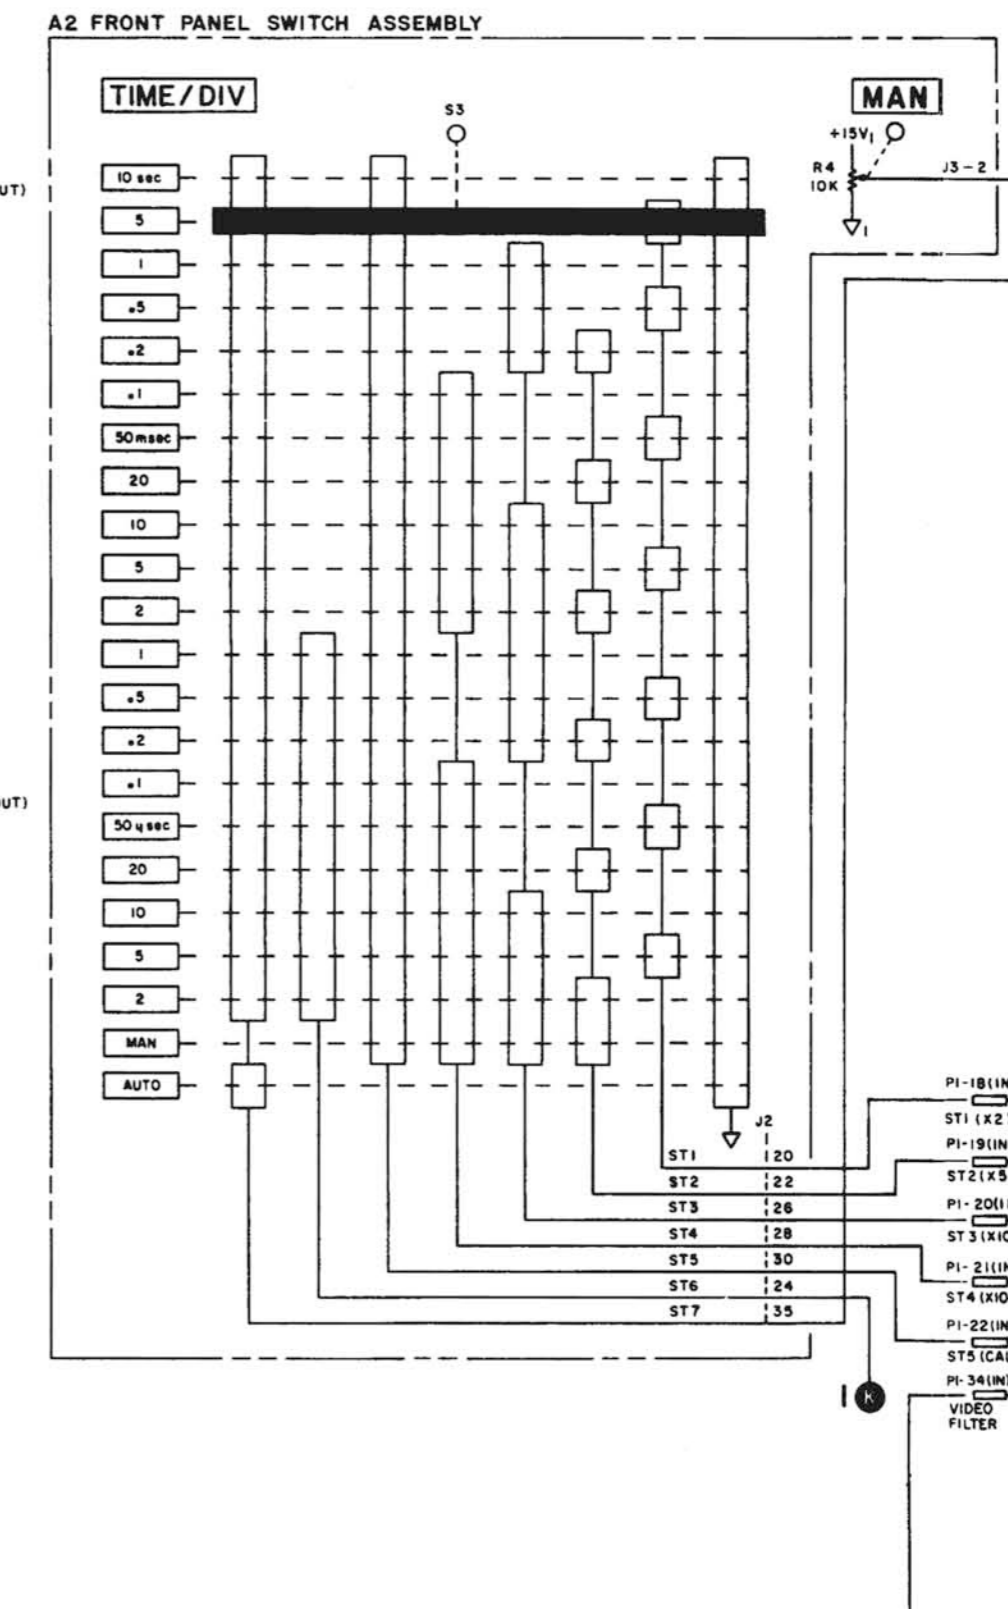 A2 FRONT PANEL SWITCH ASSEMBLY
TIME/DIV
S3
MAN
+15V1
R4
10K
J3-2
1
UT)
10 sec
5
1
.5
.2
.1
50msec
20
10
5
2
1
.5
.2
.1
UT)
50 µsec
20
10
5
2
MAN
AUTO
J2
ST1 20
ST2 22
ST3 26
ST4 28
ST5 30
ST6 24
ST7 35
P1-18(IN
ST1 (X2
P1-19(IN
ST2(X5
P1-20(I
ST3(X10
P1-21(IN
ST4(X10
P1-22(IN
ST5(CAL
P1-34(IN)
VIDEO
FILTER
1 K